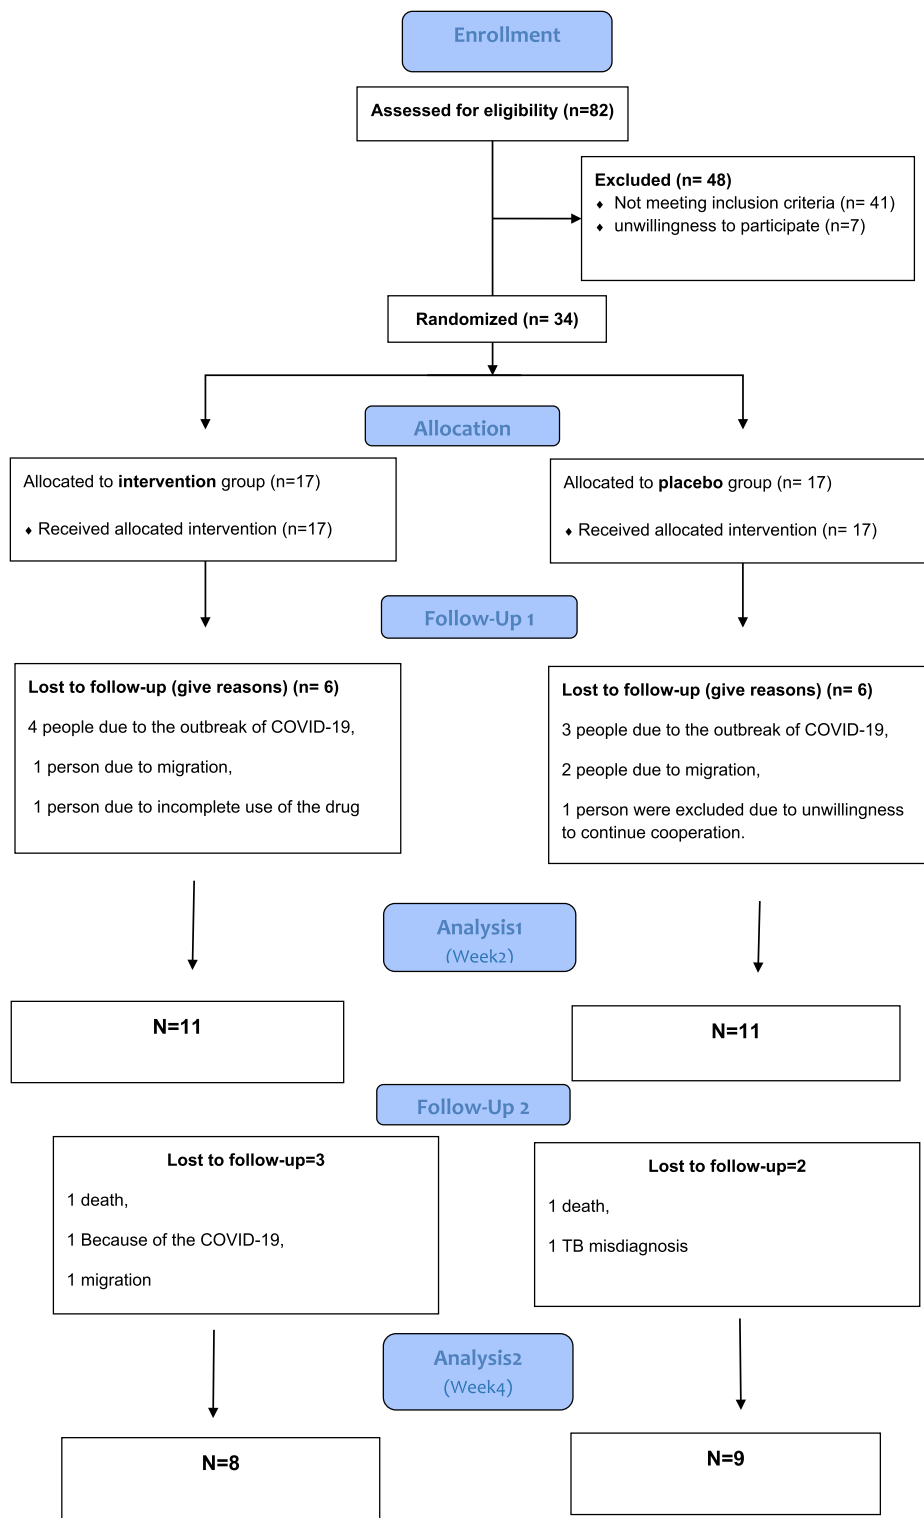 Enrollment
Assessed for eligibility (n=82)
Excluded (n= 48)
♦ Not meeting inclusion criteria (n= 41)
♦ unwillingness to participate (n=7)
Randomized (n= 34)
Allocation
Allocated to intervention group (n=17)
♦ Received allocated intervention (n=17)
Allocated to placebo group (n= 17)
♦ Received allocated intervention (n= 17)
Follow-Up 1
Lost to follow-up (give reasons) (n= 6)
4 people due to the outbreak of COVID-19,
1 person due to migration,
1 person due to incomplete use of the drug
Lost to follow-up (give reasons) (n= 6)
3 people due to the outbreak of COVID-19,
2 people due to migration,
1 person were excluded due to unwillingness
to continue cooperation.
Analysis1
(Week2)
N=11
N=11
Follow-Up 2
Lost to follow-up=3
1 death,
1 Because of the COVID-19,
1 migration
Lost to follow-up=2
1 death,
1 TB misdiagnosis
Analysis2
(Week4)
N=8
N=9